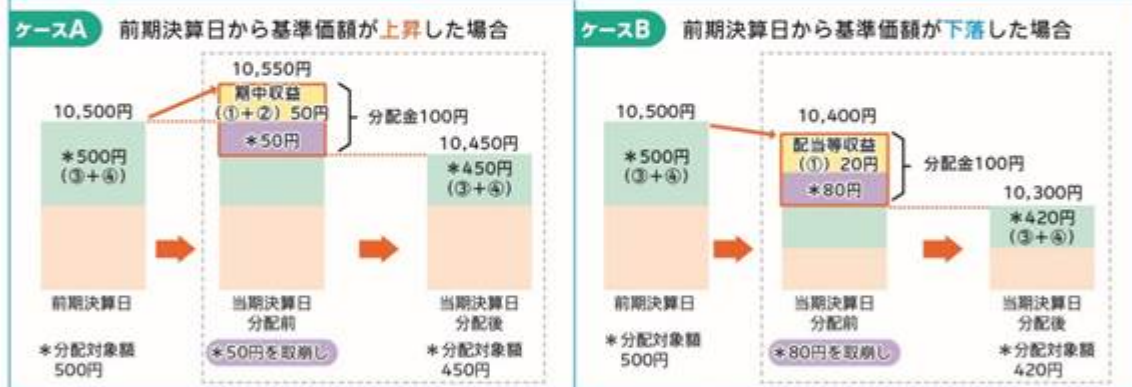 ケースA 前期決算日から基準価額が上昇した場合
10,500円
*500円
(③+④)
前期決算日
*分配対象額
500円
10,550円
期中収益
(①+②) 50円
*50円
分配金100円
当期決算日
分配前
*50円を取崩し
10,450円
*450円
(③+④)
当期決算日
分配後
*分配対象額
450円
ケースB 前期決算日から基準価額が下落した場合
10,500円
*500円
(③+④)
前期決算日
*分配対象額
500円
10,400円
配当等収益
(①) 20円
*80円
分配金100円
当期決算日
分配前
*80円を取崩し
10,300円
*420円
(③+④)
当期決算日
分配後
*分配対象額
420円